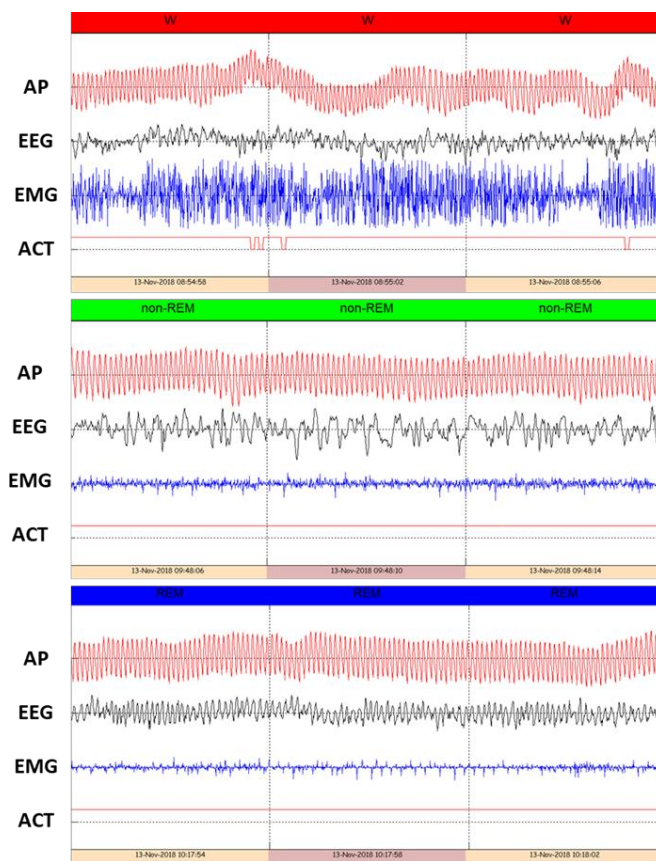 W W W
AP
EEG
EMG
ACT
13-Nov-2018 08:54:58 13-Nov-2018 08:55:02 13-Nov-2018 08:55:06
non-REM non-REM non-REM
AP
EEG
EMG
ACT
13-Nov-2018 09:48:06 13-Nov-2018 09:48:10 13-Nov-2018 09:48:14
REM REM REM
AP
EEG
EMG
ACT
13-Nov-2018 10:17:54 13-Nov-2018 10:17:58 13-Nov-2018 10:18:02